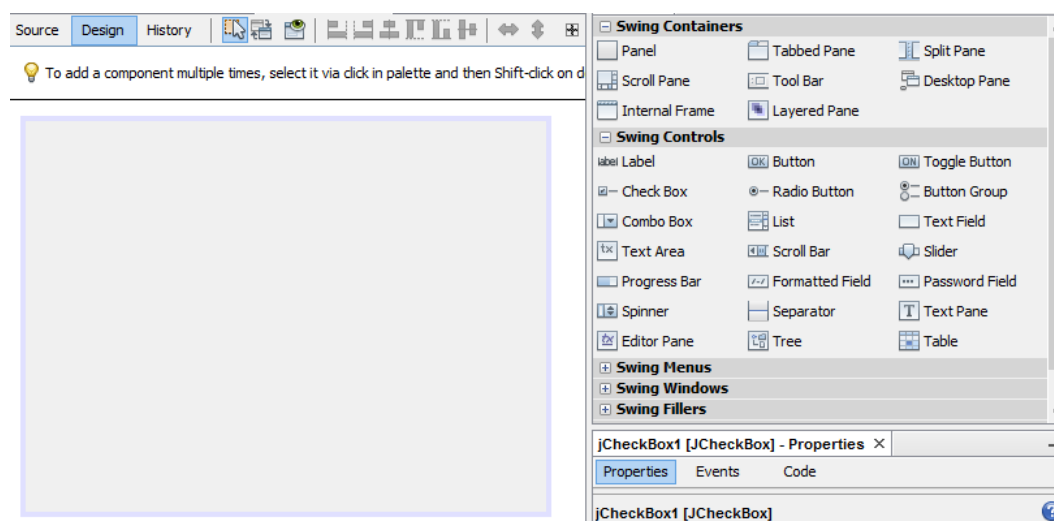 Source Design History
To add a component multiple times, select it via click in palette and then Shift-click on d
Swing Containers
Panel Tabbed Pane Split Pane
Scroll Pane Tool Bar Desktop Pane
Internal Frame Layered Pane
Swing Controls
label Label OK Button ON Toggle Button
Check Box Radio Button Button Group
Combo Box List Text Field
tx Text Area Scroll Bar Slider
Progress Bar Formatted Field Password Field
Spinner Separator T Text Pane
Editor Pane Tree Table
Swing Menus
Swing Windows
Swing Fillers
jCheckBox1 [JCheckBox] - Properties ×
Properties Events Code
jCheckBox1 [JCheckBox]